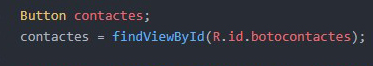 Button contactes;
contactes = findViewById(R.id.botocontactes);